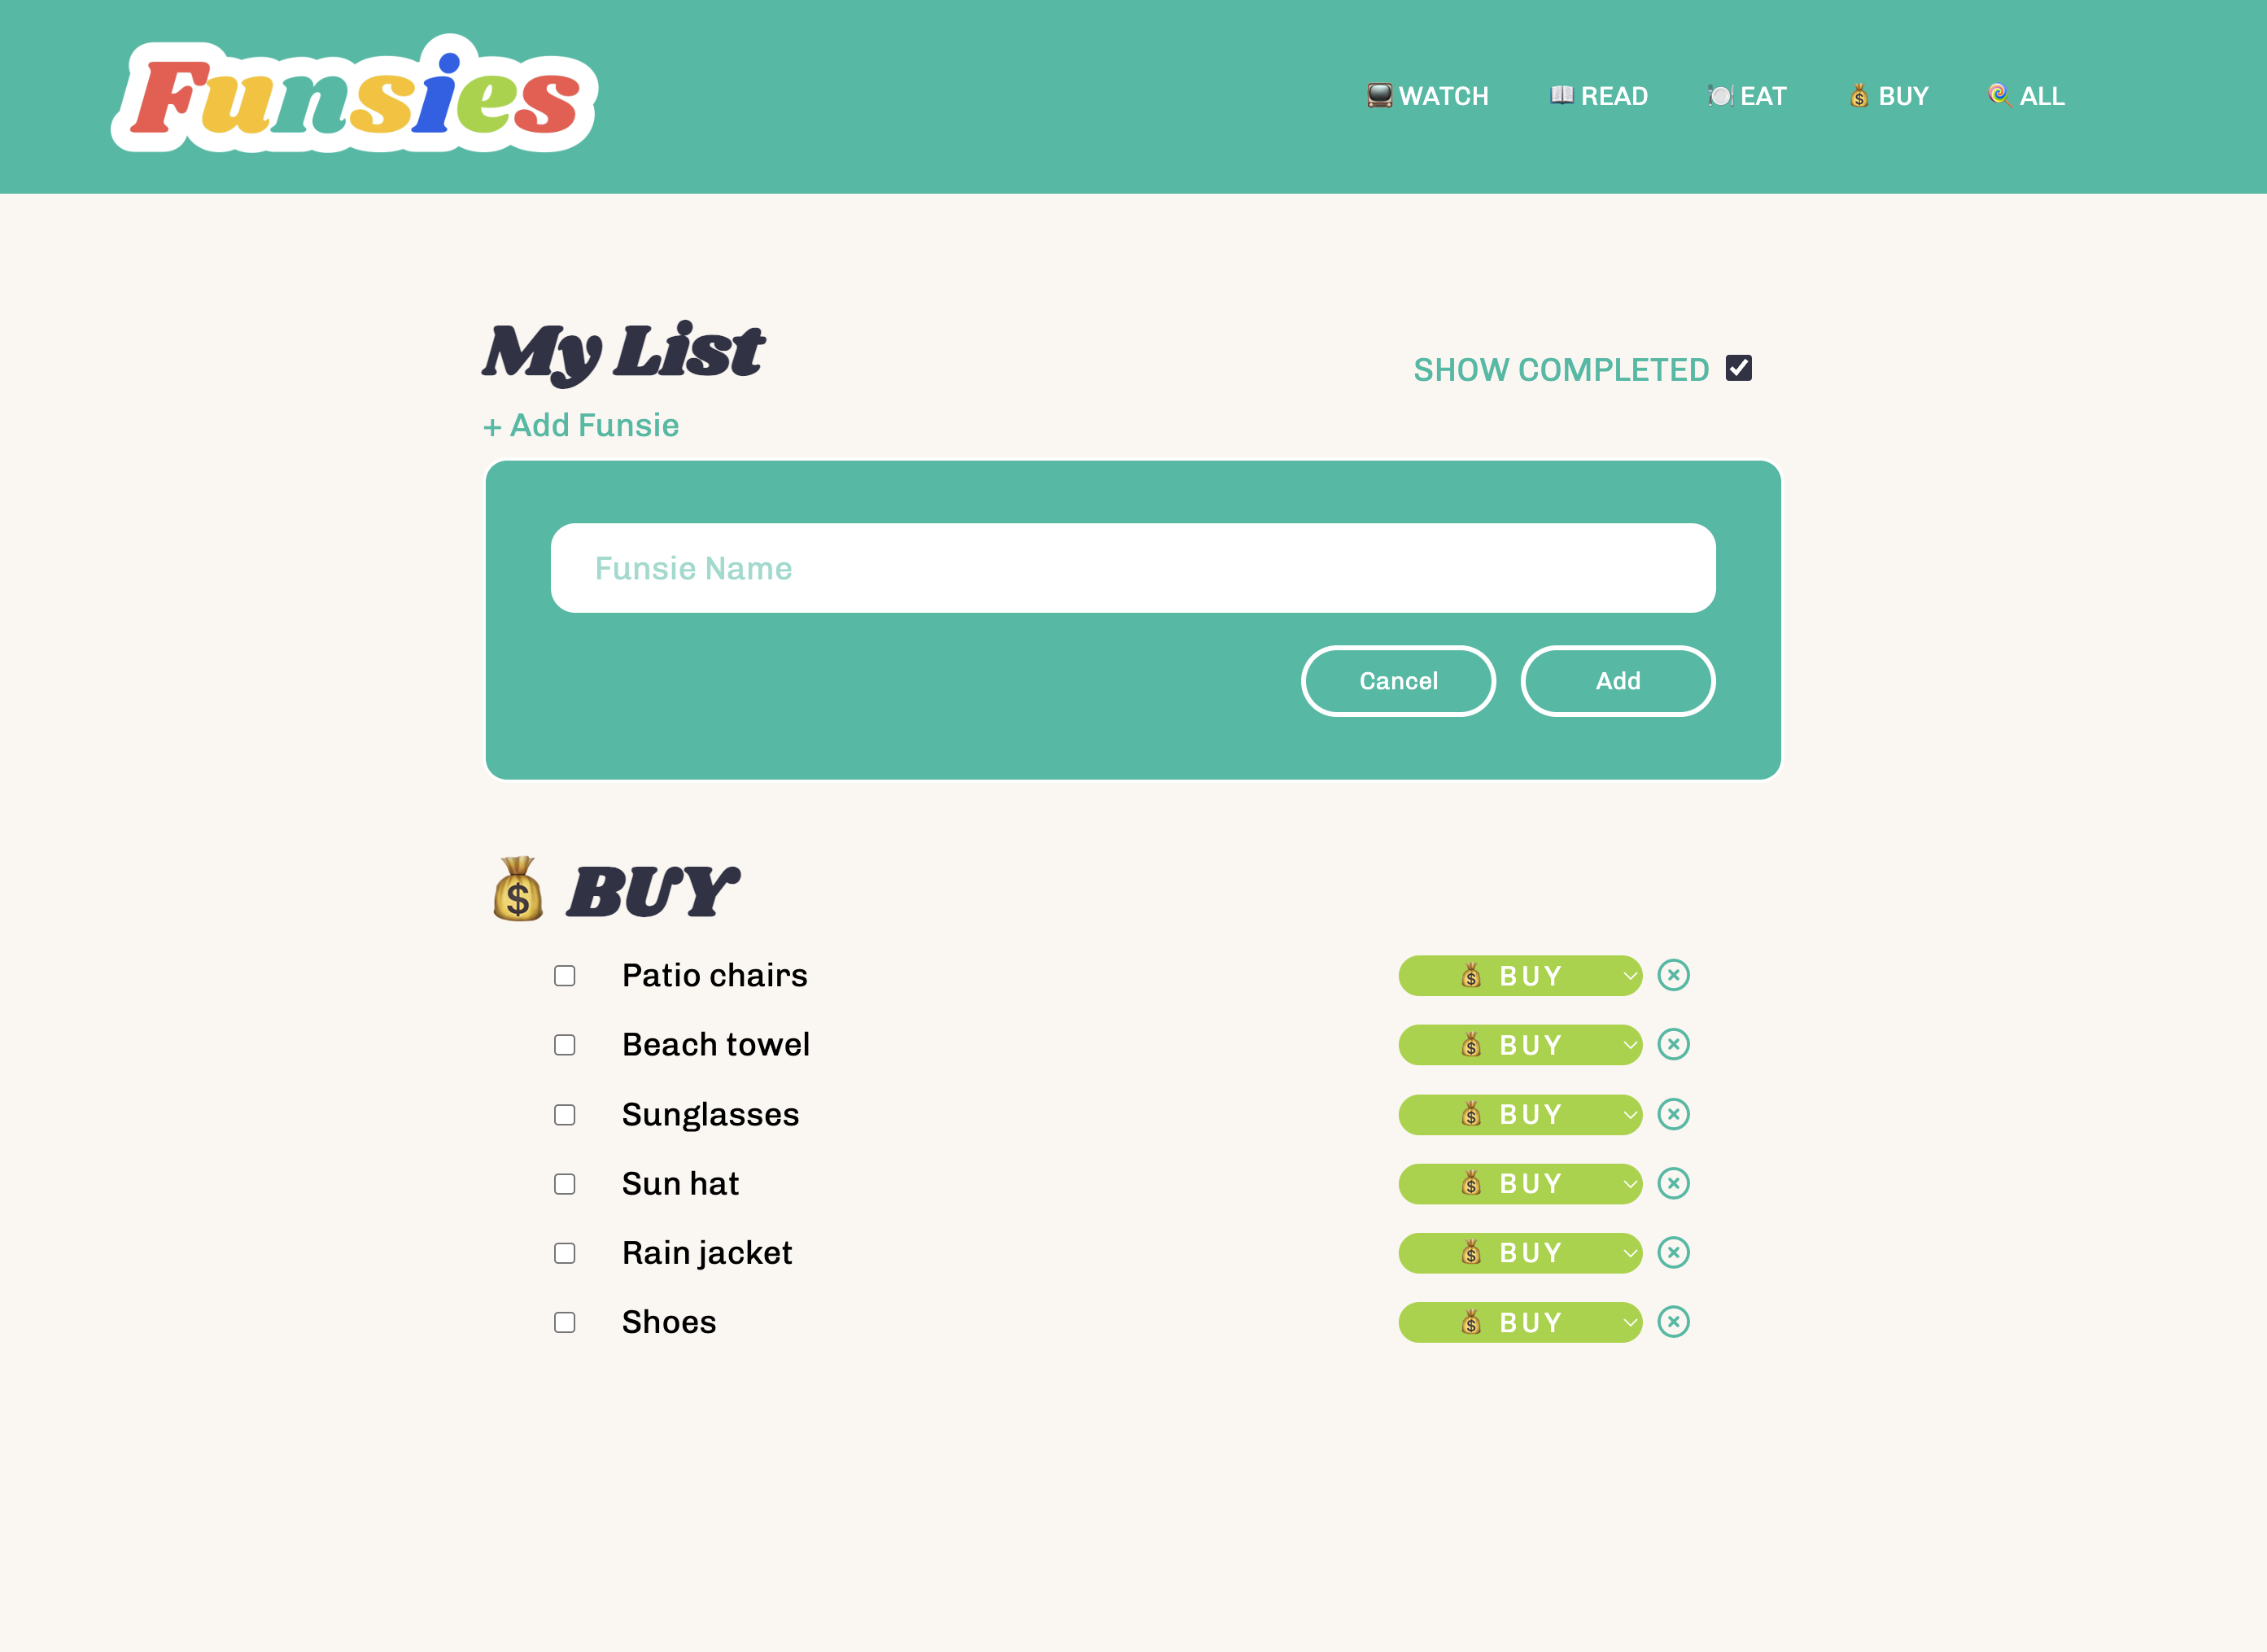 Funsies
📺 WATCH 📖 READ 🍽️ EAT 💰 BUY 🍭 ALL
My List
SHOW COMPLETED
+ Add Funsie
Funsie Name
Cancel Add
💰 BUY
Patio chairs 💰 BUY
Beach towel 💰 BUY
Sunglasses 💰 BUY
Sun hat 💰 BUY
Rain jacket 💰 BUY
Shoes 💰 BUY